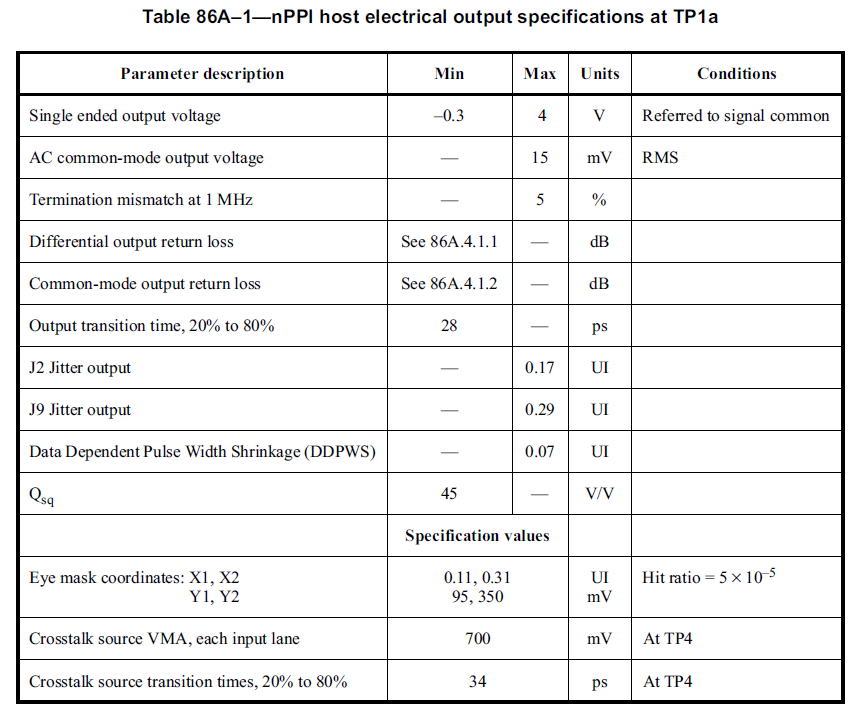 Table 86A–1—nPPI host electrical output specifications at TP1a
Parameter description Min Max Units Conditions
Single ended output voltage –0.3 4 V Referred to signal common
AC common-mode output voltage — 15 mV RMS
Termination mismatch at 1 MHz — 5 %
Differential output return loss See 86A.4.1.1 — dB
Common-mode output return loss See 86A.4.1.2 — dB
Output transition time, 20% to 80% 28 — ps
J2 Jitter output — 0.17 UI
J9 Jitter output — 0.29 UI
Data Dependent Pulse Width Shrinkage (DDPWS) — 0.07 UI
Qsq 45 — V/V
Specification values
Eye mask coordinates: X1, X2 0.11, 0.31 UI Hit ratio = 5 × 10–5
Y1, Y2 95, 350 mV
Crosstalk source VMA, each input lane 700 mV At TP4
Crosstalk source transition times, 20% to 80% 34 ps At TP4